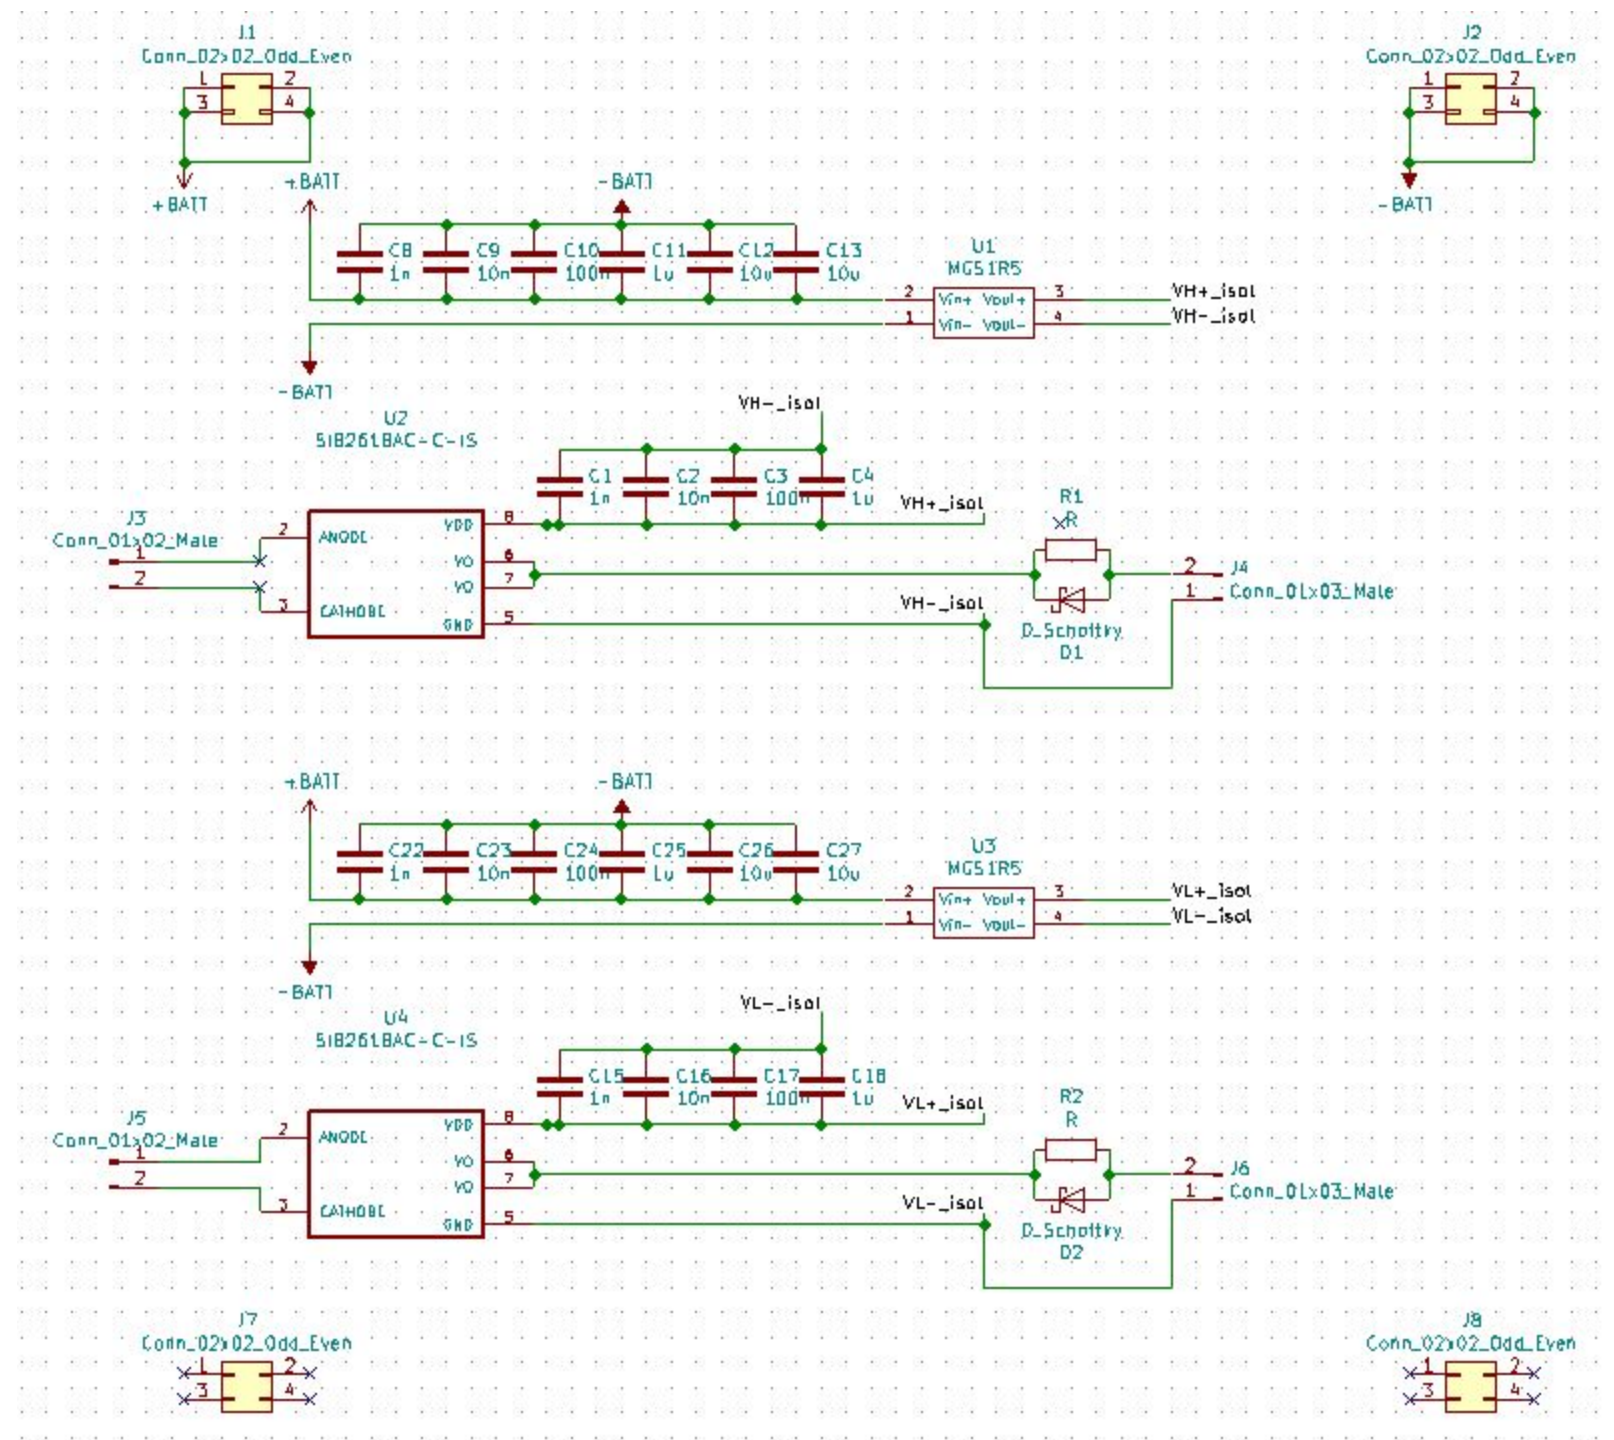 J1
Conn_02x02_Odd_Even
1 2
3 4
+BATT
J2
Conn_02x02_Odd_Even
1 2
3 4
-BATT
+BATT
-BATT
C8 C9 C10 C11 C12 C13
1n 10n 100n 1u 10u 10u
U1
MGS1R5
2 Vin+ Vout+ 3 VH+_isol
1 Vin- Vout- 4 VH-_isol
-BATT
U2
SI8261BAC-C-IS
VH-_isol
C1 C2 C3 C4
1n 10n 100n 1u
VH+_isol
R1
R
J3
Conn_01x02_Male
1
2
2 ANODE
3 CATHODE
VDD 8
VO 6
VO 7
GND 5
VH-_isol
D_Schottky
D1
2
1
J4
Conn_01x03_Male
+BATT
-BATT
C22 C23 C24 C25 C26 C27
1n 10n 100n 1u 10u 10u
U3
MGS1R5
2 Vin+ Vout+ 3 VL+_isol
1 Vin- Vout- 4 VL-_isol
-BATT
U4
SI8261BAC-C-IS
VL-_isol
C15 C16 C17 C18
1n 10n 100n 1u
VL+_isol
R2
R
J5
Conn_01x02_Male
1
2
2 ANODE
3 CATHODE
VDD 8
VO 6
VO 7
GND 5
VL-_isol
D_Schottky
D2
2
1
J6
Conn_01x03_Male
J7
Conn_02x02_Odd_Even
1 2
3 4
J8
Conn_02x02_Odd_Even
1 2
3 4